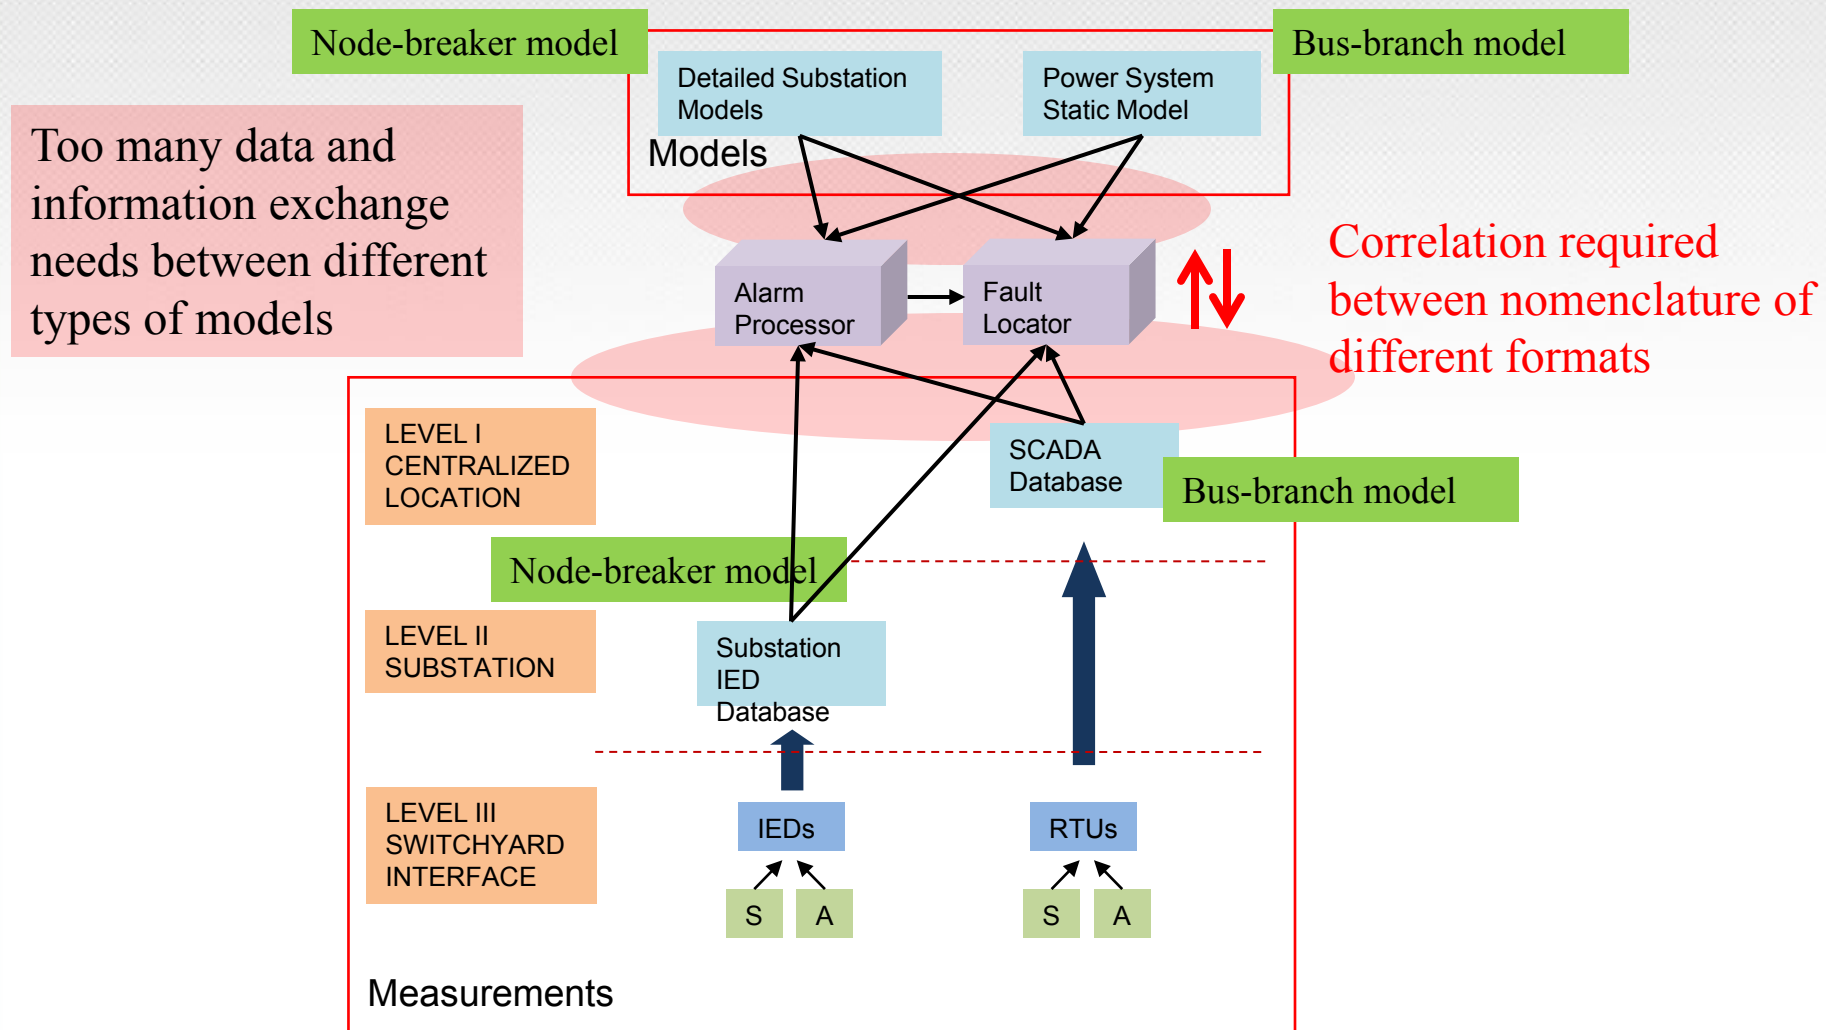 Node-breaker model
Bus-branch model
Detailed Substation
Models
Power System
Static Model
Models
Too many data and
information exchange
needs between different
types of models
Alarm
Processor
Fault
Locator
Correlation required
between nomenclature of
different formats
LEVEL I
CENTRALIZED
LOCATION
SCADA
Database
Bus-branch model
Node-breaker model
LEVEL II
SUBSTATION
Substation
IED
Database
LEVEL III
SWITCHYARD
INTERFACE
IEDs
RTUs
S
A
S
A
Measurements